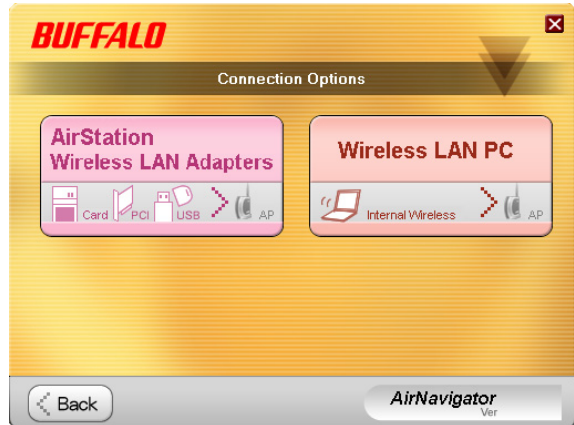 BUFFALO
Connection Options
AirStation
Wireless LAN Adapters
Card PCI USB AP
Wireless LAN PC
Internal Wireless AP
Back
AirNavigator
Ver